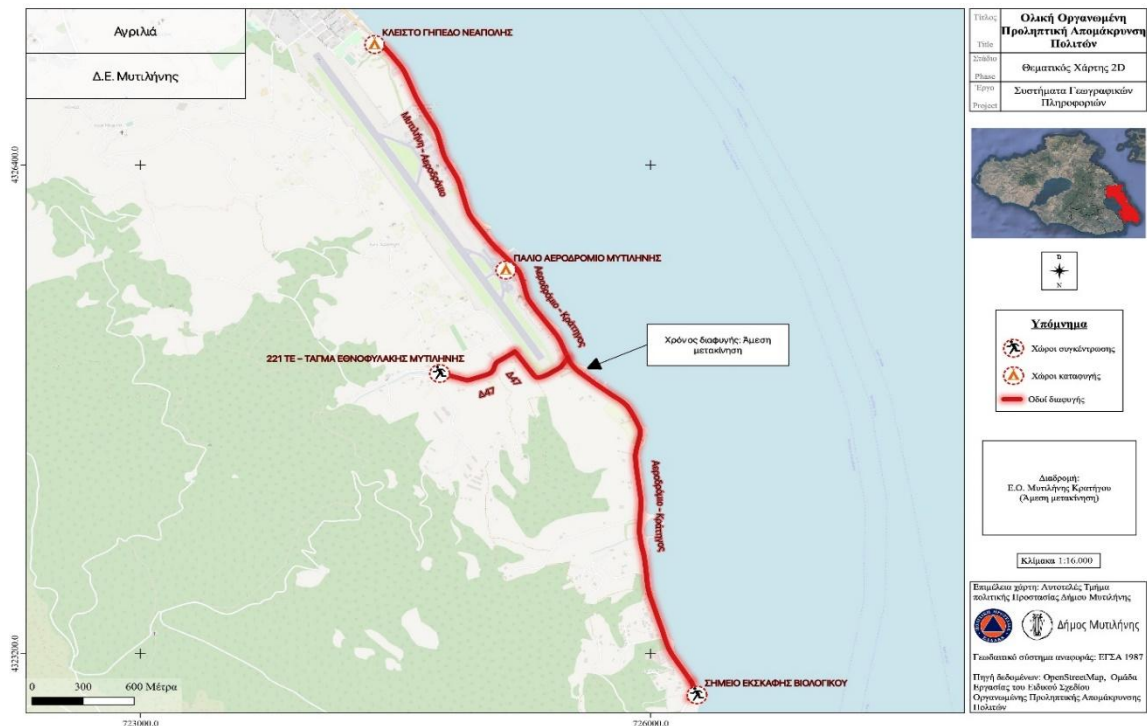 Αγριλιά
Δ.Ε. Μυτιλήνης
ΚΛΕΙΣΤΟ ΓΗΠΕΔΟ ΝΕΑΠΟΛΗΣ
Μυτιλήνη - Αεροδρόμιο
ΠΑΛΙΟ ΑΕΡΟΔΡΟΜΙΟ ΜΥΤΙΛΗΝΗΣ
Αεροδρόμιο - Κράτηγος
Χρόνος διαφυγής: Άμεση
μετακίνηση
221 ΤΕ – ΤΑΓΜΑ ΕΘΝΟΦΥΛΑΚΗΣ ΜΥΤΙΛΗΝΗΣ
Δ47
Δ47
Αεροδρόμιο - Κράτηγος
ΣΗΜΕΙΟ ΕΚΣΚΑΦΗΣ ΒΙΟΛΟΓΙΚΟΥ
4326400.0
4323200.0
0 300 600 Μέτρα
723000.0
726000.0
Τίτλος
Title
Ολική Οργανωμένη
Προληπτική Απομάκρυνση
Πολιτών
Στάδιο
Phase
Θεματικός Χάρτης 2D
Έργο
Project
Συστήματα Γεωγραφικών
Πληροφοριών
N
Υπόμνημα
Χώροι συγκέντρωσης
Χώροι καταφυγής
Οδοί διαφυγής
Διαδρομή:
Ε.Ο. Μυτιλήνης Κρατήγου
(Άμεση μετακίνηση)
Κλίμακα 1:16.000
Επιμέλεια χάρτη: Αυτοτελές Τμήμα
πολιτικής Προστασίας Δήμου Μυτιλήνης
Δήμος Μυτιλήνης
Γεωδαιτικό σύστημα αναφοράς: ΕΓΣΑ 1987
Πηγή δεδομένων: OpenStreetMap, Ομάδα
Εργασίας του Ειδικού Σχεδίου
Οργανωμένης Προληπτικής Απομάκρυνσης
Πολιτών